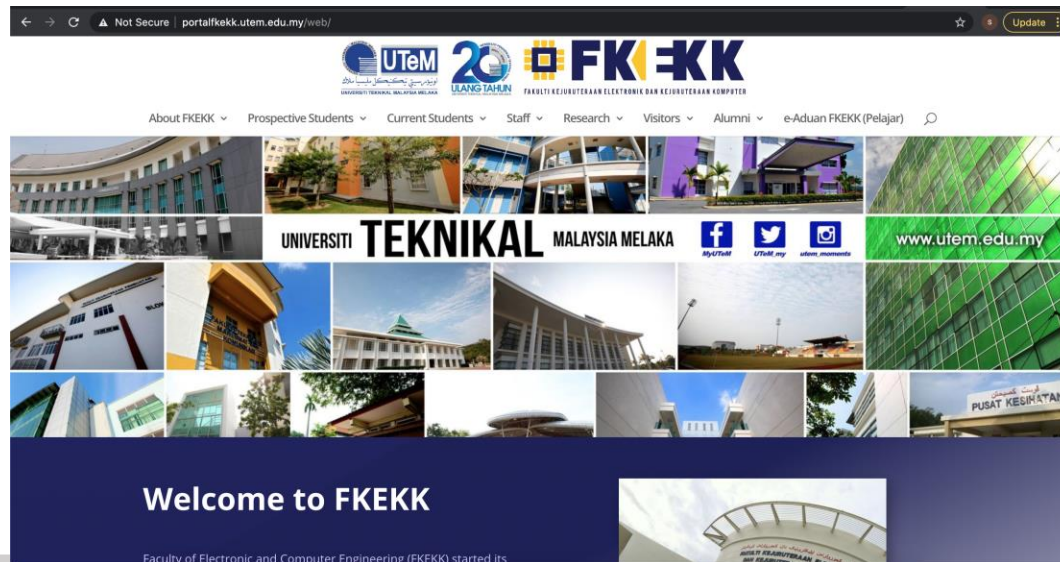 Not Secure portalfkekk.utem.edu.my/web/
S Update
UTeM
UNIVERSITI TEKNIKAL MALAYSIA MELAKA
20
ULANG TAHUN
FKEKK
FAKULTI KEJURUTERAAN ELEKTRONIK DAN KEJURUTERAAN KOMPUTER
About FKEKK Prospective Students Current Students Staff Research Visitors Alumni e-Aduan FKEKK (Pelajar)
UNIVERSITI TEKNIKAL MALAYSIA MELAKA
MyUTeM UTeM_my utem_moments
www.utem.edu.my
PUSAT KESIHATAN
Welcome to FKEKK
Faculty of Electronic and Computer Engineering (FKEKK) started its